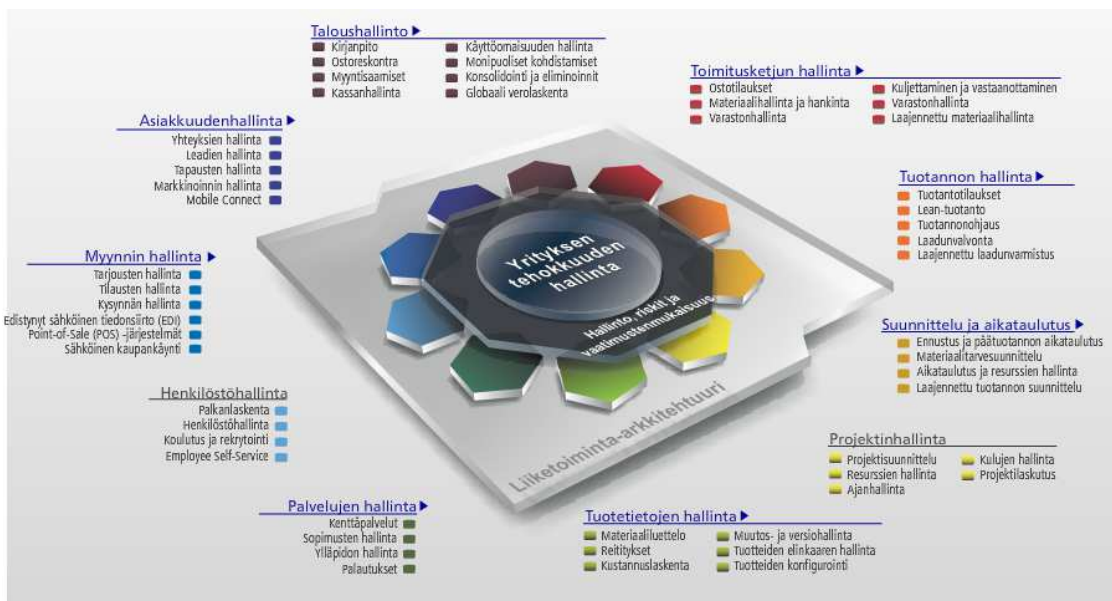 Taloushallinto
Kirjanpito
Ostoreskontra
Myyntisaamiset
Kassanhallinta
Käyttöomaisuuden hallinta
Monipuoliset kohdistamiset
Konsolidointi ja eliminoinnit
Globaali verolaskenta
Toimitusketjun hallinta
Ostotilaukset
Materiaalihallinta ja hankinta
Varastonhallinta
Kuljettaminen ja vastaanottaminen
Varastonhallinta
Laajennettu materiaalihallinta
Asiakkuudenhallinta
Yhteyksien hallinta
Leadien hallinta
Tapausten hallinta
Markkinoinnin hallinta
Mobile Connect
Tuotannon hallinta
Tuotantotilaukset
Lean-tuotanto
Tuotannonohjaus
Laadunvalvonta
Laajennettu laadunvarmistus
Myynnin hallinta
Tarjousten hallinta
Tilausten hallinta
Kysynnän hallinta
Edistynyt sähköinen tiedonsiirto (EDI)
Point-of-Sale (POS) -järjestelmät
Sähköinen kaupankäynti
Yrityksen
tehokkuuden
hallinta
Hallinto, riskit ja
vaatimustenmukaisuus
Liiketoiminta-arkkitehtuuri
Suunnittelu ja aikataulutus
Ennustus ja päätuotannon aikataulutus
Materiaalitarvesuunnittelu
Aikataulutus ja resurssien hallinta
Laajennettu tuotannon suunnittelu
Henkilöstöhallinta
Palkanlaskenta
Henkilöstöhallinta
Koulutus ja rekrytointi
Employee Self-Service
Projektinhallinta
Projektisuunnittelu
Resurssien hallinta
Ajanhallinta
Kulujen hallinta
Projektilaskutus
Palvelujen hallinta
Kenttäpalvelut
Sopimusten hallinta
Ylläpidon hallinta
Palautukset
Tuotetietojen hallinta
Materiaaliluettelo
Reititykset
Kustannuslaskenta
Muutos- ja versiohallinta
Tuotteiden elinkaaren hallinta
Tuotteiden konfigurointi